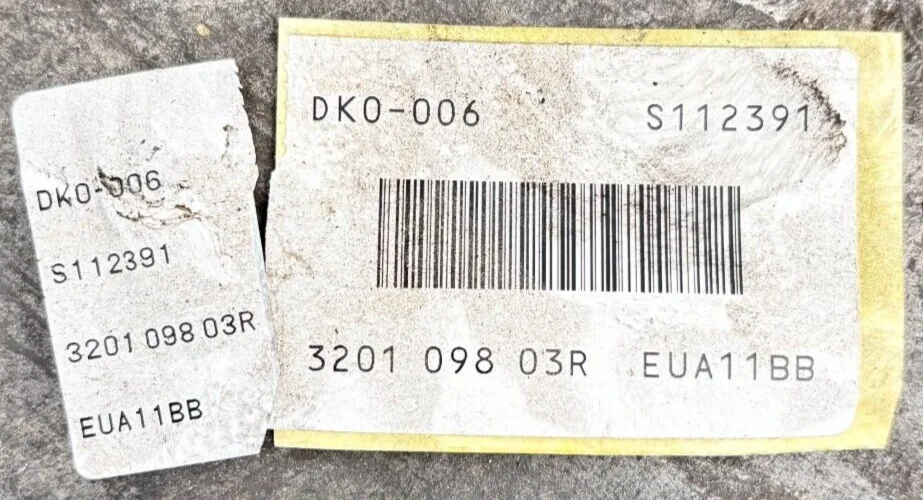 DK0-006
S112391
3201 098 03R
EUA11BB
DK0-006 S112391
3201 098 03R EUA11BB